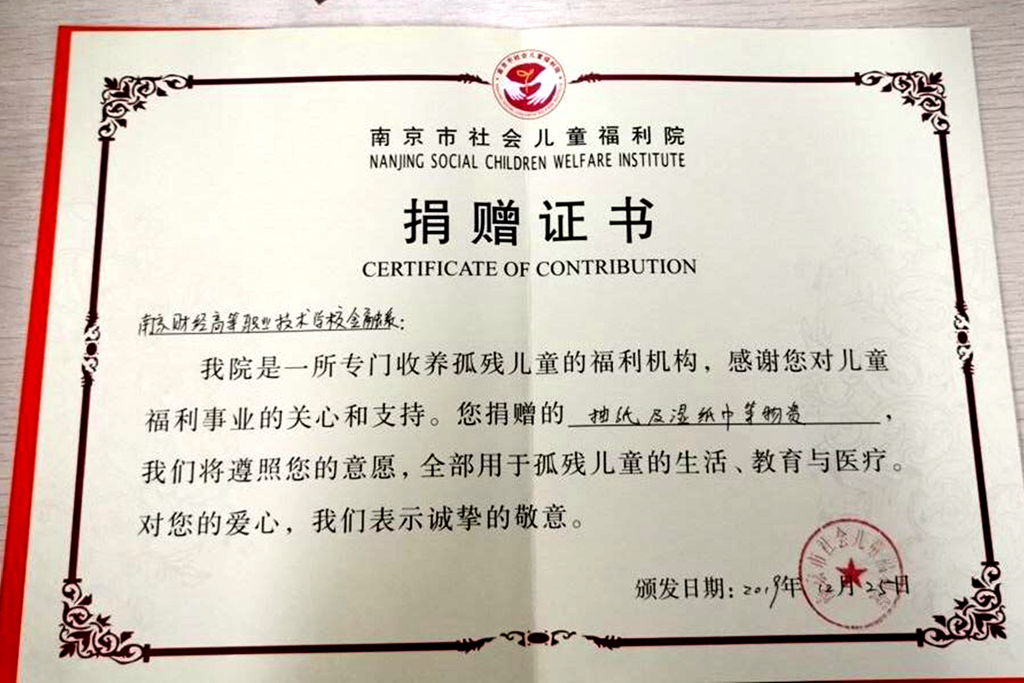 南京市社会儿童福利院
NANJING SOCIAL CHILDREN WELFARE INSTITUTE
捐赠证书
CERTIFICATE OF CONTRIBUTION
南京财经高等职业技术学校金融系:
我院是一所专门收养孤残儿童的福利机构，感谢您对儿童
福利事业的关心和支持。您捐赠的 抽纸及湿纸巾等物资 ，
我们将遵照您的意愿，全部用于孤残儿童的生活、教育与医疗。
对您的爱心，我们表示诚挚的敬意。
颁发日期：2019年12月25日